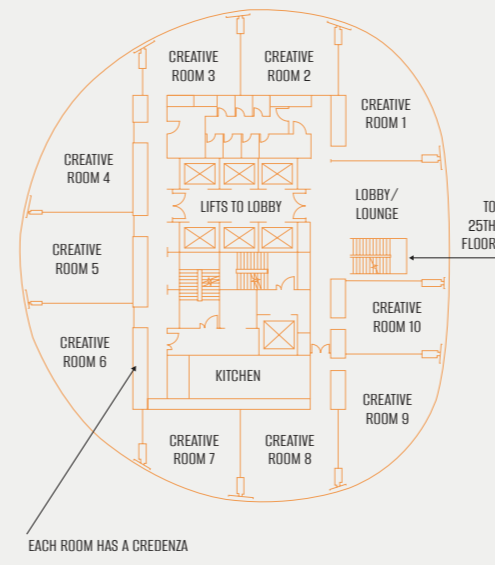 CREATIVE
ROOM 3
CREATIVE
ROOM 2
CREATIVE
ROOM 1
CREATIVE
ROOM 4
LIFTS TO LOBBY
LOBBY/
LOUNGE
TO
25TH
FLOOR
CREATIVE
ROOM 5
CREATIVE
ROOM 10
CREATIVE
ROOM 6
KITCHEN
CREATIVE
ROOM 9
CREATIVE
ROOM 7
CREATIVE
ROOM 8
EACH ROOM HAS A CREDENZA